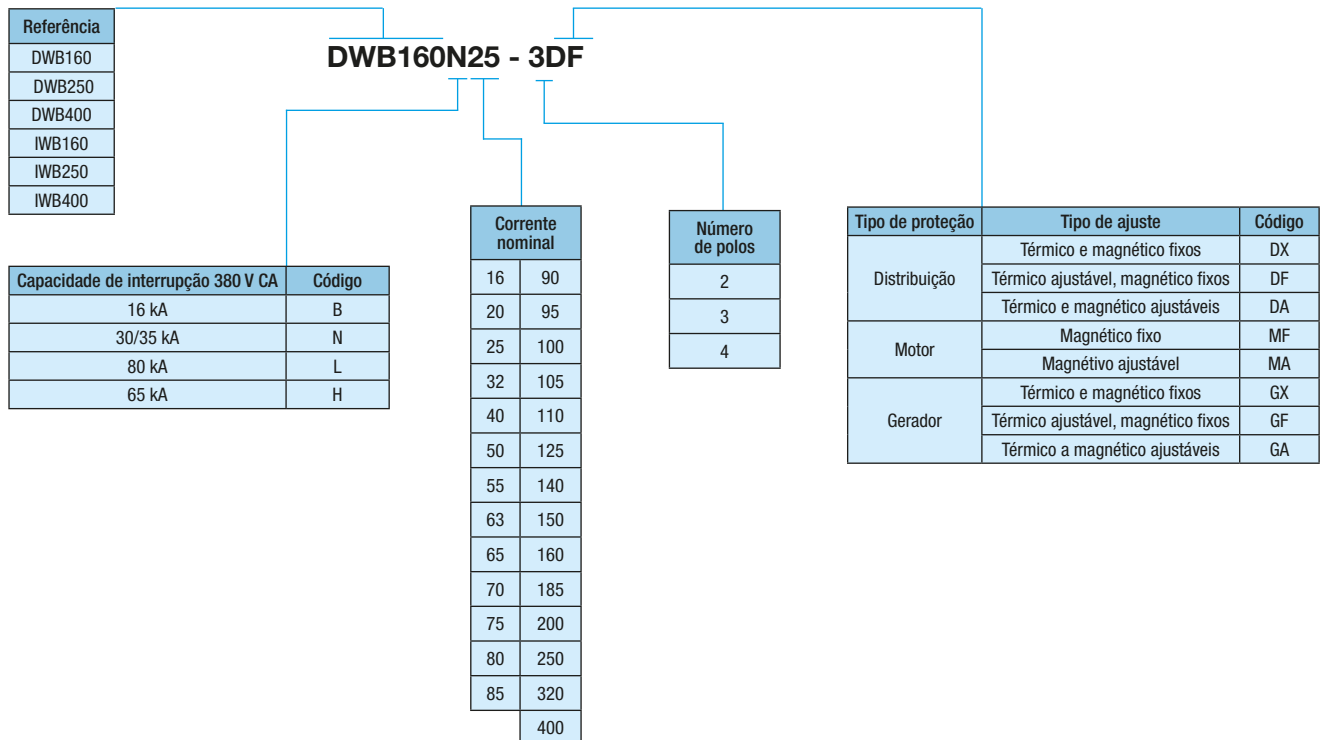 Referência
DWB160
DWB250
DWB400
IWB160
IWB250
IWB400
DWB160N25 - 3DF
Capacidade de interrupção 380 V CA Código
16 kA B
30/35 kA N
80 kA L
65 kA H
Corrente
nominal
16 90
20 95
25 100
32 105
40 110
50 125
55 140
63 150
65 160
70 185
75 200
80 250
85 320
400
Número
de polos
2
3
4
Tipo de proteção Tipo de ajuste Código
Distribuição
Térmico e magnético fixos DX
Térmico ajustável, magnético fixos DF
Térmico e magnético ajustáveis DA
Motor
Magnético fixo MF
Magnétivo ajustável MA
Gerador
Térmico e magnético fixos GX
Térmico ajustável, magnético fixos GF
Térmico a magnético ajustáveis GA